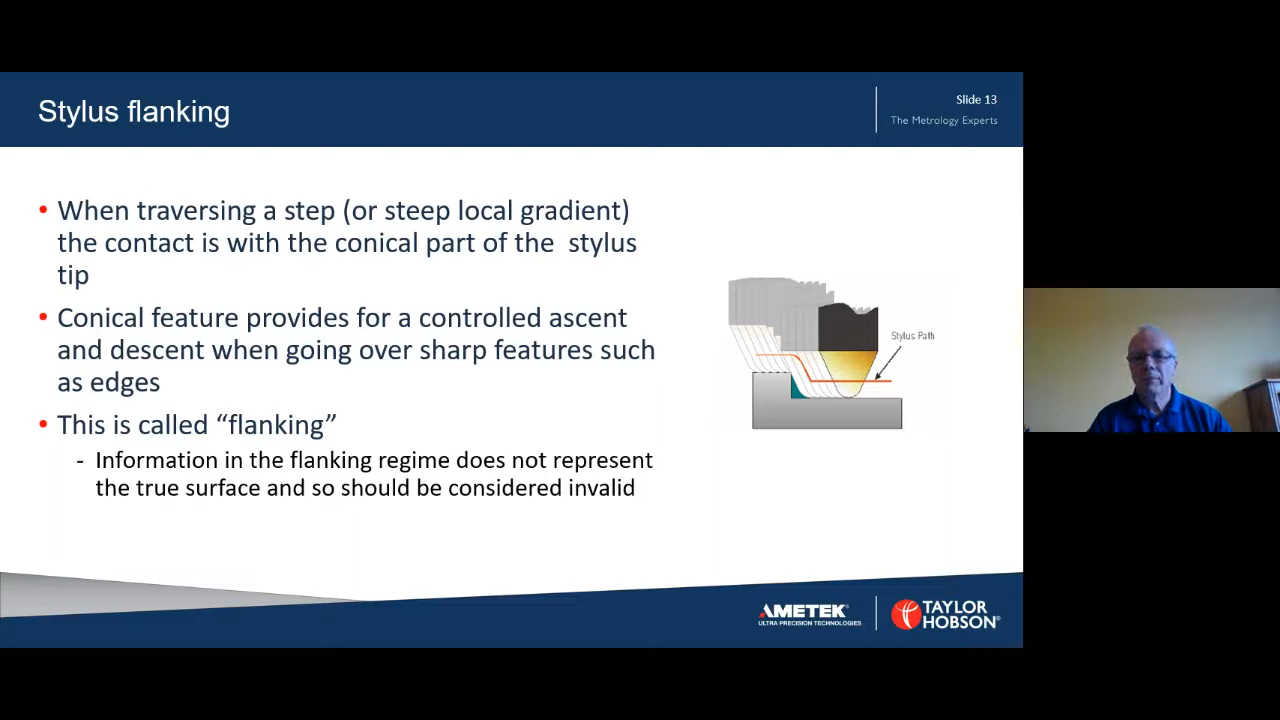 Stylus flanking
Slide 13
The Metrology Experts
• When traversing a step (or steep local gradient)
the contact is with the conical part of the stylus
tip
• Conical feature provides for a controlled ascent
and descent when going over sharp features such
as edges
• This is called “flanking”
- Information in the flanking regime does not represent
the true surface and so should be considered invalid
Stylus Path
AMETEK®
ULTRA PRECISION TECHNOLOGIES
TAYLOR
HOBSON®